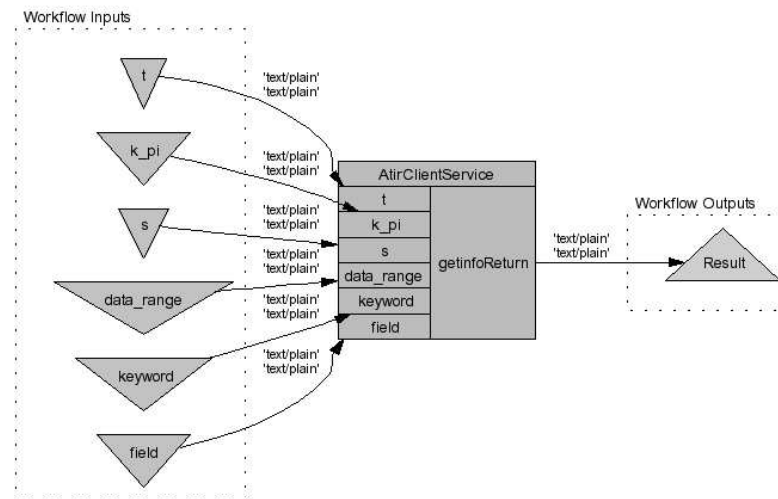 Workflow Inputs
t
'text/plain'
'text/plain'
k_pi
'text/plain'
'text/plain'
s
'text/plain'
'text/plain'
data_range
'text/plain'
'text/plain'
keyword
'text/plain'
'text/plain'
field
'text/plain'
'text/plain'
AtirClientService
t
k_pi
s
data_range
keyword
field
getinfoReturn
'text/plain'
'text/plain'
Workflow Outputs
Result